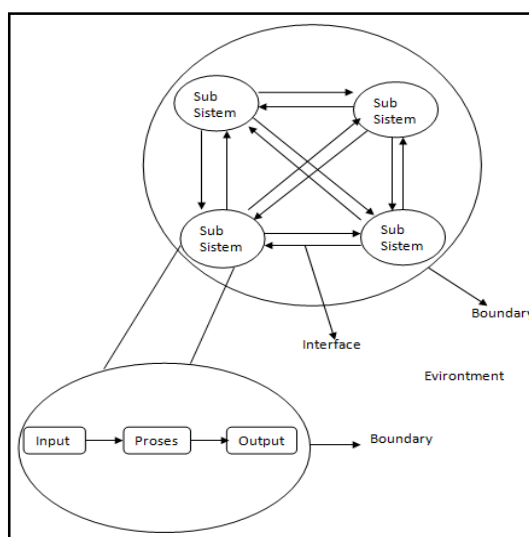 Sub
Sistem
Sub
Sistem
Sub
Sistem
Sub
Sistem
Boundary
Interface
Evirontment
Input
Proses
Output
Boundary